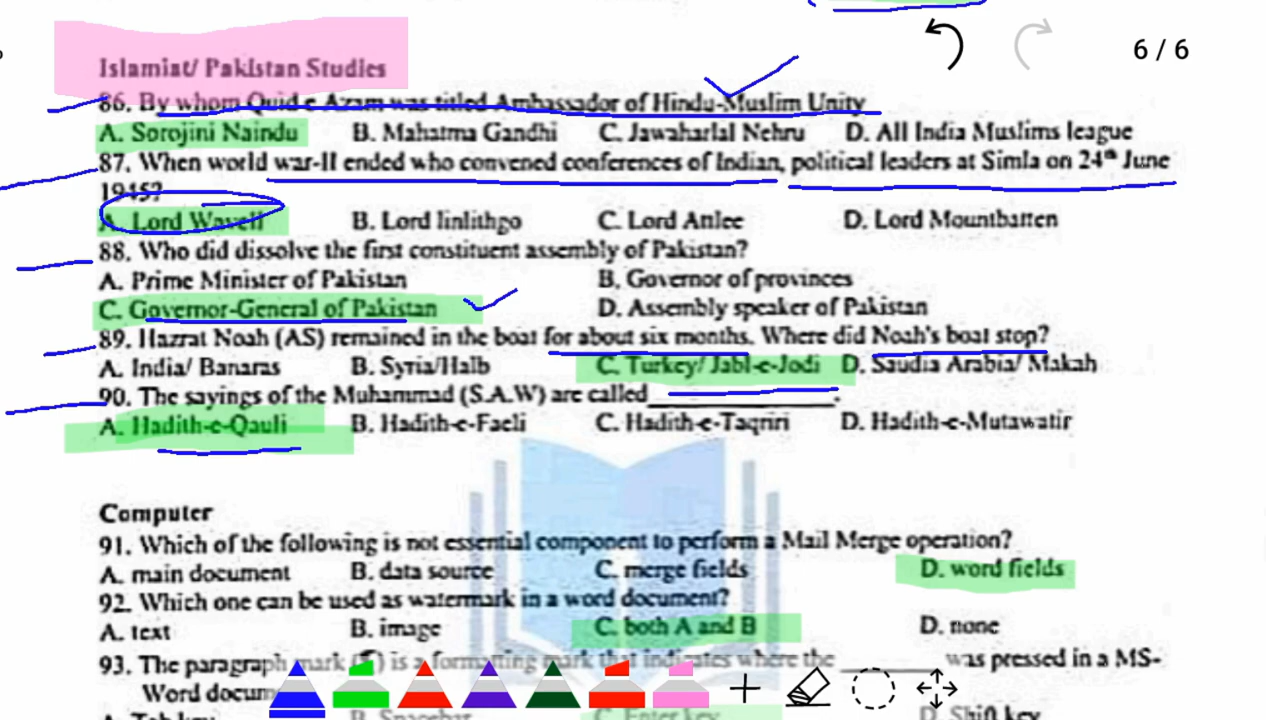 6 / 6
Islamiat/ Pakistan Studies
86. By whom Quid e Azam was titled Ambassador of Hindu-Muslim Unity
A. Sorojini Naindu B. Mahatma Gandhi C. Jawaharlal Nehru D. All India Muslims league
87. When world war-II ended who convened conferences of Indian, political leaders at Simla on 24th June
1945?
A. Lord Wavell B. Lord linlithgo C. Lord Atlee D. Lord Mountbatten
88. Who did dissolve the first constituent assembly of Pakistan?
A. Prime Minister of Pakistan B. Governor of provinces
C. Governor-General of Pakistan D. Assembly speaker of Pakistan
89. Hazrat Noah (AS) remained in the boat for about six months. Where did Noah's boat stop?
A. India/ Banaras B. Syria/Halb C. Turkey/ Jabl-e-Jodi D. Saudia Arabia/ Makah
90. The sayings of the Muhammad (S.A.W) are called____________.
A. Hadith-e-Qauli B. Hadith-e-Faeli C. Hadith-e-Taqriri D. Hadith-e-Mutawatir
Computer
91. Which of the following is not essential component to perform a Mail Merge operation?
A. main document B. data source C. merge fields D. word fields
92. Which one can be used as watermark in a word document?
A. text B. image C. both A and B D. none
93. The paragraph mark (¶) is a formatting mark that indicates where the ________ was pressed in a MS-
Word docum
A. Tab key B. Spacebar C. Enter key D. Shift key